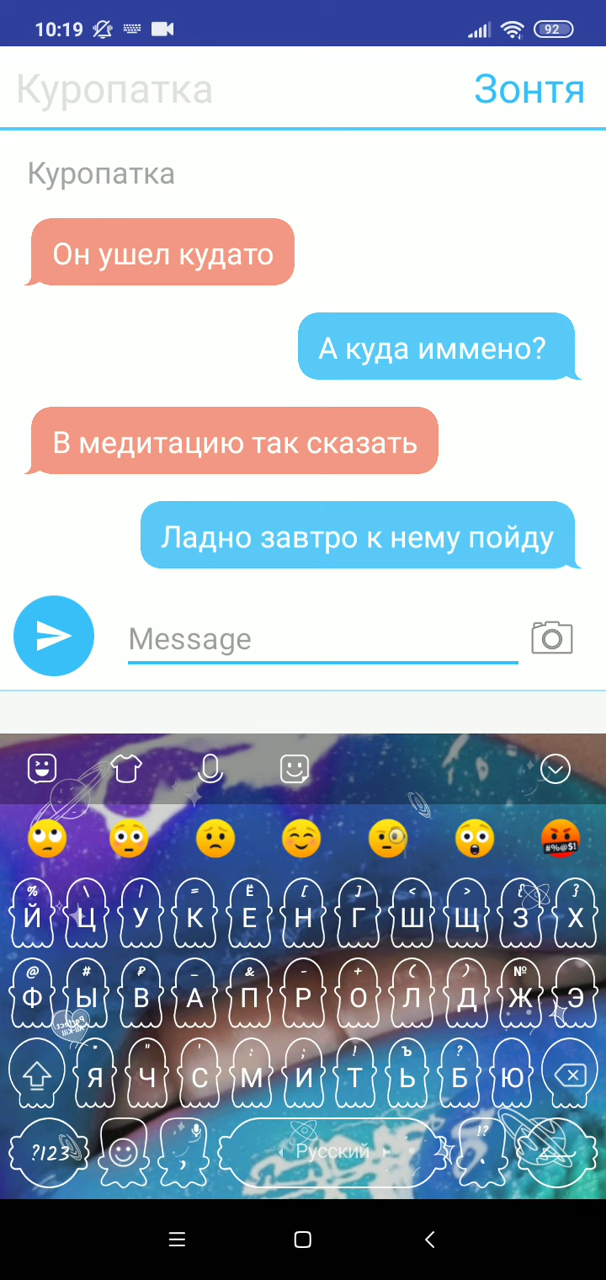 10:19 92
Куропатка Зонтя
Куропатка
Он ушел кудато
А куда иммено?
В медитацию так сказать
Ладно завтро к нему пойду
Message
#%@$!
% \ / = Ё [ ] < > { }
Й Ц У К Е Н Г Ш Щ З Х
@ # ₽ _ & - + ( ) №
Ф Ы В А П Р О Л Д Ж Э
* " ' : ; ! Ъ ?
Я Ч С М И Т Ь Б Ю
!?
?123 , Русский .